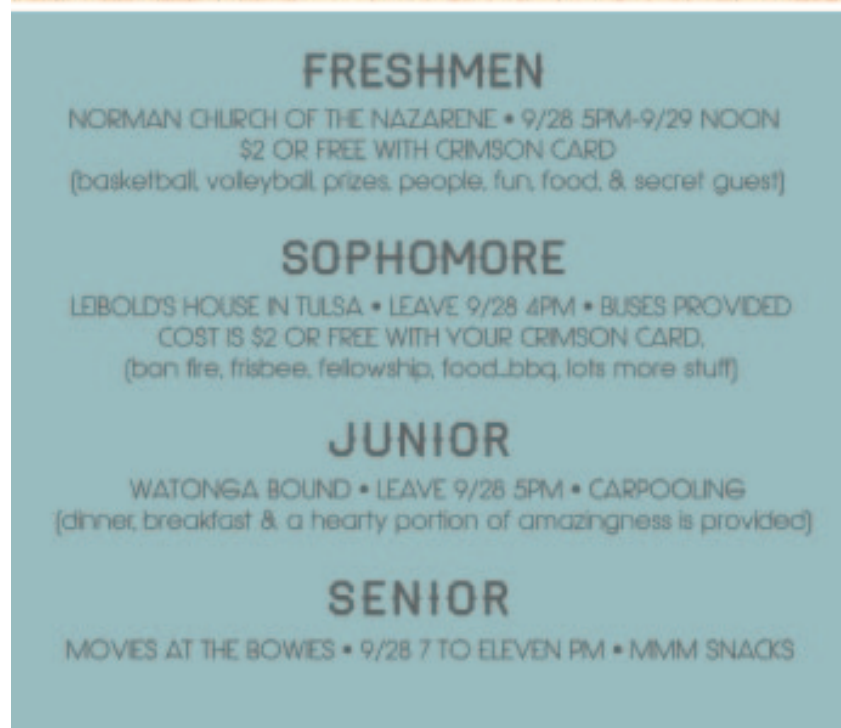 FRESHMEN
NORMAN CHURCH OF THE NAZARENE • 9/28 5PM-9/29 NOON
$2 OR FREE WITH CRIMSON CARD
(basketball, volleyball, prizes, people, fun, food, & secret guest)
SOPHOMORE
LEIBOLD'S HOUSE IN TULSA • LEAVE 9/28 4PM • BUSES PROVIDED
COST IS $2 OR FREE WITH YOUR CRIMSON CARD.
(bon fire, frisbee, fellowship, food...bbq, lots more stuff)
JUNIOR
WATONGA BOUND • LEAVE 9/28 5PM • CARPOOLING
(dinner, breakfast & a hearty portion of amazingness is provided)
SENIOR
MOVIES AT THE BOWIES • 9/28 7 TO ELEVEN PM • MMM SNACKS